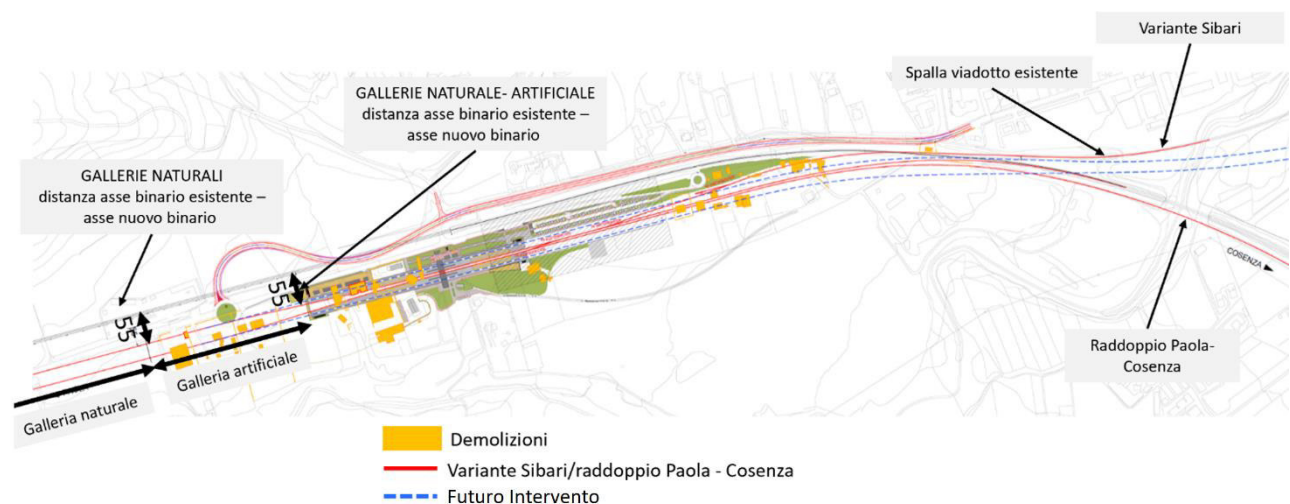 Variante Sibari
Spalla viadotto esistente
GALLERIE NATURALE- ARTIFICIALE
distanza asse binario esistente –
asse nuovo binario
GALLERIE NATURALI
distanza asse binario esistente –
asse nuovo binario
55
55
COSENZA
Raddoppio Paola-
Cosenza
Galleria artificiale
Galleria naturale
Demolizioni
Variante Sibari/raddoppio Paola - Cosenza
Futuro Intervento